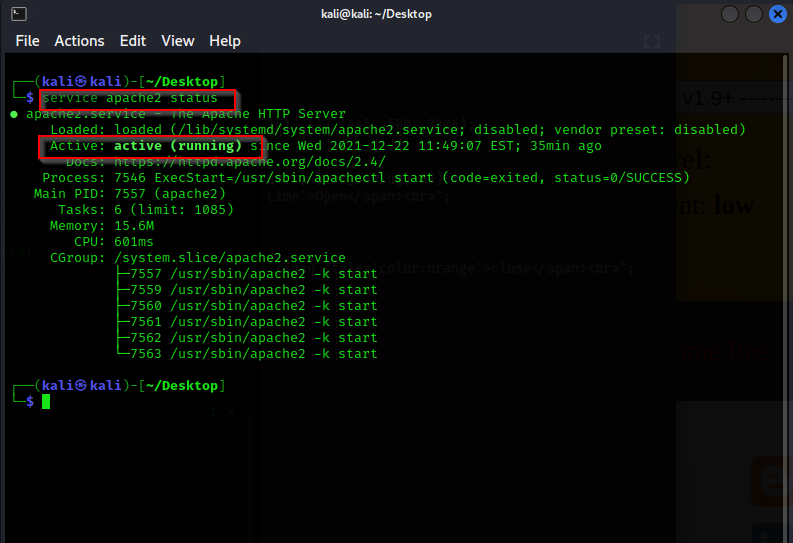 kali@kali: ~/Desktop
File Actions Edit View Help
┌──(kali㉿kali)-[~/Desktop]
└─$ service apache2 status
● apache2.service - The Apache HTTP Server
Loaded: loaded (/lib/systemd/system/apache2.service; disabled; vendor preset: disabled)
Active: active (running) since Wed 2021-12-22 11:49:07 EST; 35min ago
Docs: https://httpd.apache.org/docs/2.4/
Process: 7546 ExecStart=/usr/sbin/apachectl start (code=exited, status=0/SUCCESS)
Main PID: 7557 (apache2)
Tasks: 6 (limit: 1085)
Memory: 15.6M
CPU: 601ms
CGroup: /system.slice/apache2.service
├─7557 /usr/sbin/apache2 -k start
├─7559 /usr/sbin/apache2 -k start
├─7560 /usr/sbin/apache2 -k start
├─7561 /usr/sbin/apache2 -k start
├─7562 /usr/sbin/apache2 -k start
└─7563 /usr/sbin/apache2 -k start
┌──(kali㉿kali)-[~/Desktop]
└─$
v1.9+ --------
low
Lime'>Open</span><br>";
'color:orange'>close</span><br>";